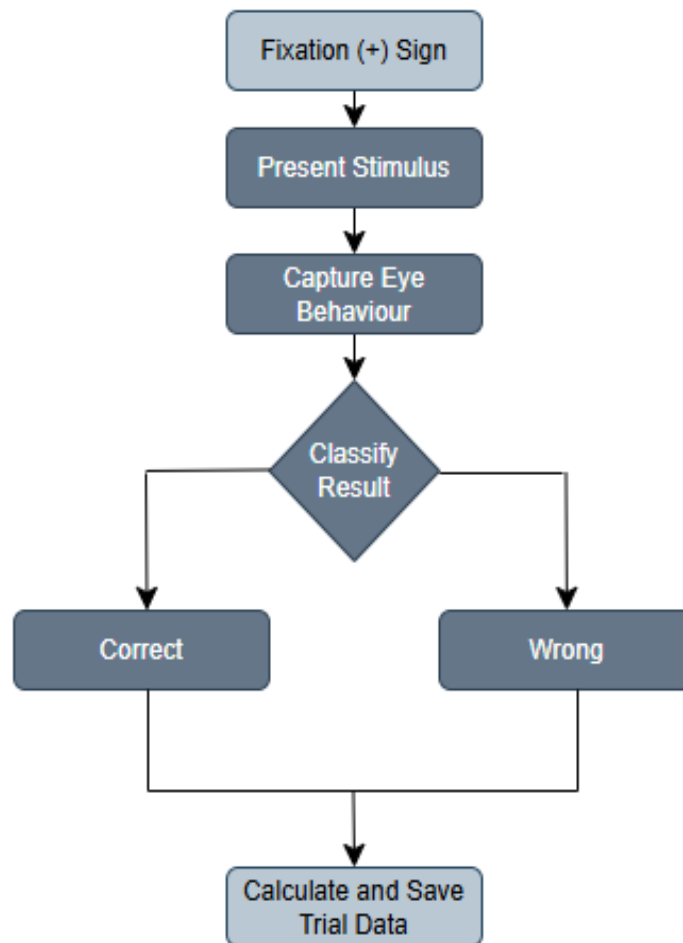 Fixation (+) Sign
Present Stimulus
Capture Eye
Behaviour
Classify
Result
Correct
Wrong
Calculate and Save
Trial Data